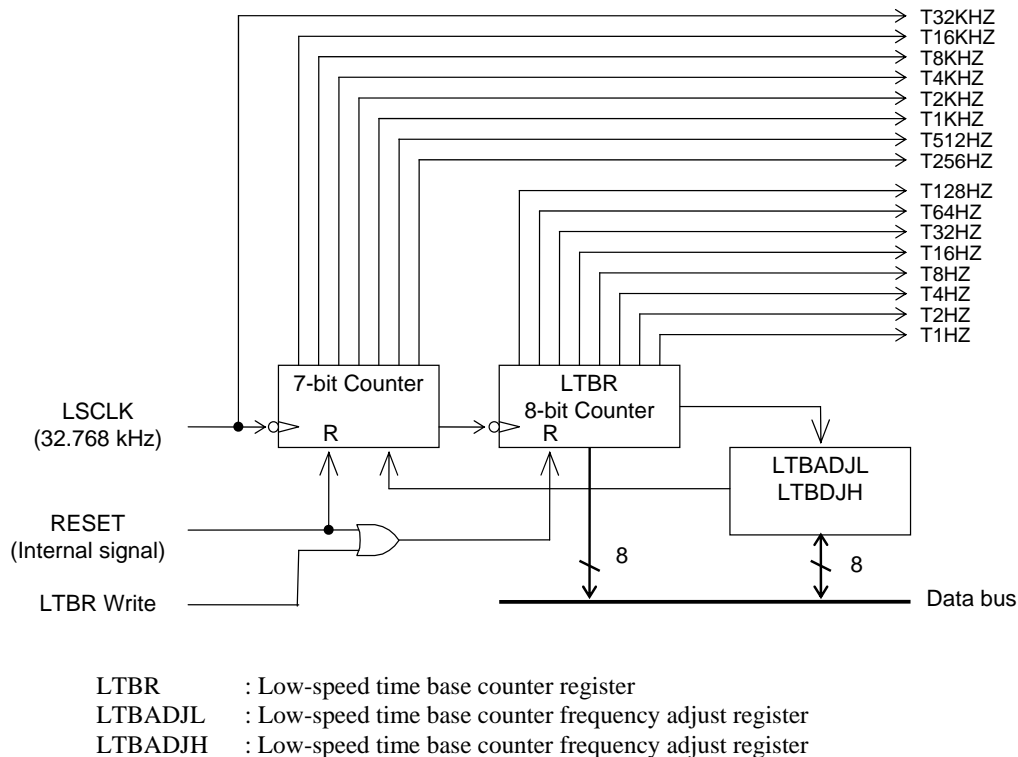 T32KHZ
T16KHZ
T8KHZ
T4KHZ
T2KHZ
T1KHZ
T512HZ
T256HZ
T128HZ
T64HZ
T32HZ
T16HZ
T8HZ
T4HZ
T2HZ
T1HZ
7-bit Counter
R
LTBR
8-bit Counter
R
LSCLK
(32.768 kHz)
LTBADJL
LTBDJH
RESET
(Internal signal)
8
8
LTBR Write
Data bus
LTBR : Low-speed time base counter register
LTBADJL : Low-speed time base counter frequency adjust register
LTBADJH : Low-speed time base counter frequency adjust register